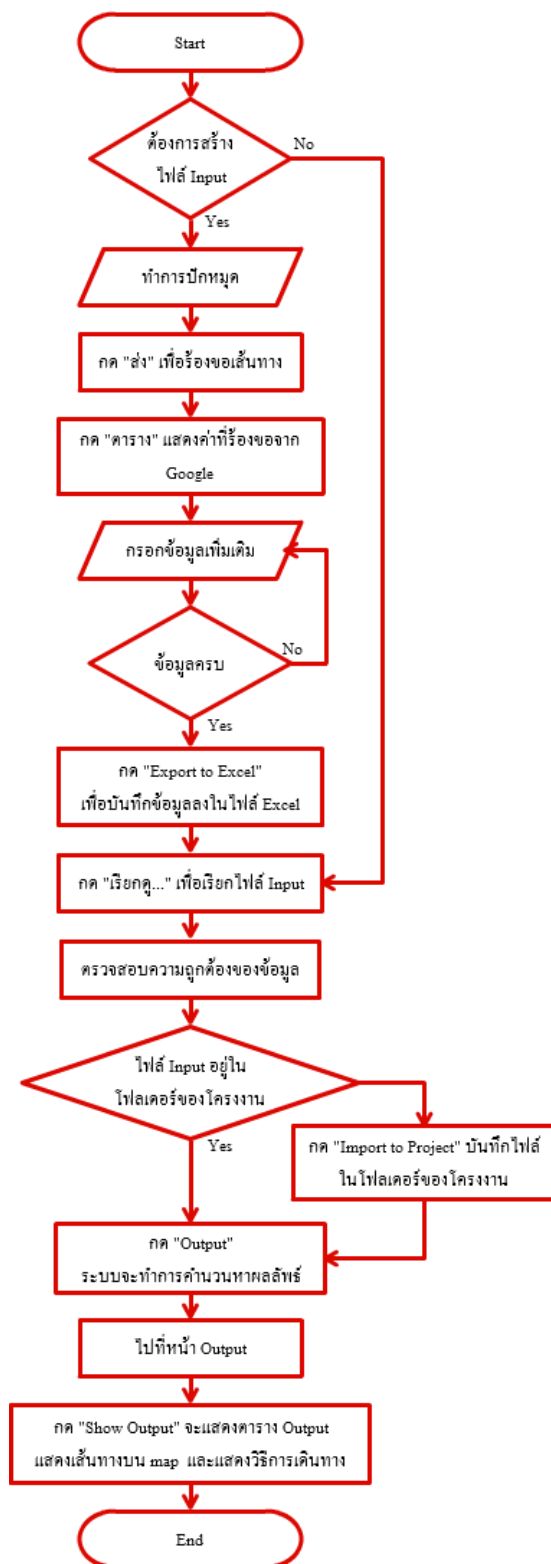 Start
ต้องการสร้าง
ไฟล์ Input
No
Yes
ทำการปักหมุด
กด "ส่ง" เพื่อร้องขอเส้นทาง
กด "ตาราง" แสดงค่าที่ร้องขอจาก
Google
กรอกข้อมูลเพิ่มเติม
ข้อมูลครบ
No
Yes
กด "Export to Excel"
เพื่อบันทึกข้อมูลลงในไฟล์ Excel
กด "เรียกดู..." เพื่อเรียกไฟล์ Input
ตรวจสอบความถูกต้องของข้อมูล
ไฟล์ Input อยู่ใน
โฟลเดอร์ของโครงงาน
Yes
กด "Import to Project" บันทึกไฟล์
ในโฟลเดอร์ของโครงงาน
กด "Output"
ระบบจะทำการคำนวนหาผลลัพธ์
ไปที่หน้า Output
กด "Show Output" จะแสดงตาราง Output
แสดงเส้นทางบน map และแสดงวิธีการเดินทาง
End